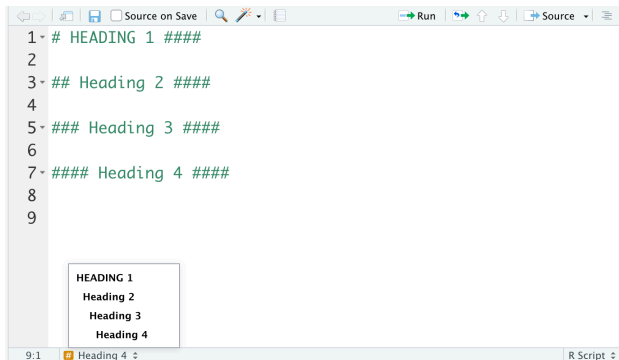 Source on Save Run Source
1 # HEADING 1 ####
2
3 ## Heading 2 ####
4
5 ### Heading 3 ####
6
7 #### Heading 4 ####
8
9
HEADING 1
Heading 2
Heading 3
Heading 4
9:1 # Heading 4 R Script